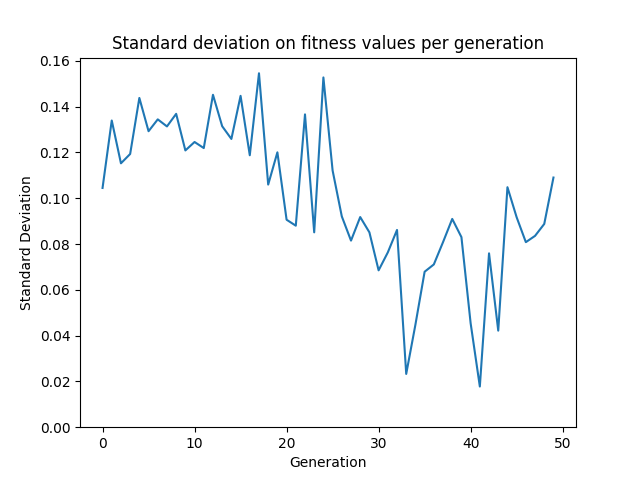 Standard deviation on fitness values per generation
0.16
0.14
0.12
0.10
0.08
0.06
0.04
0.02
0.00
Standard Deviation
0 10 20 30 40 50
Generation